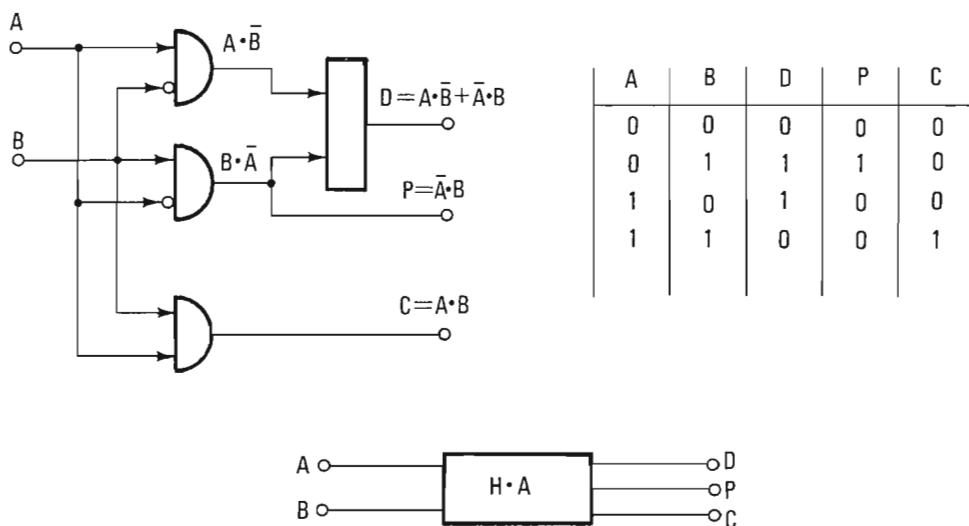 A
A·B̄
D=A·B̄+Ā·B
B
B·Ā
P=Ā·B
C=A·B
A B D P C
0 0 0 0 0
0 1 1 1 0
1 0 1 0 0
1 1 0 0 1
A
H·A
D
P
B
C